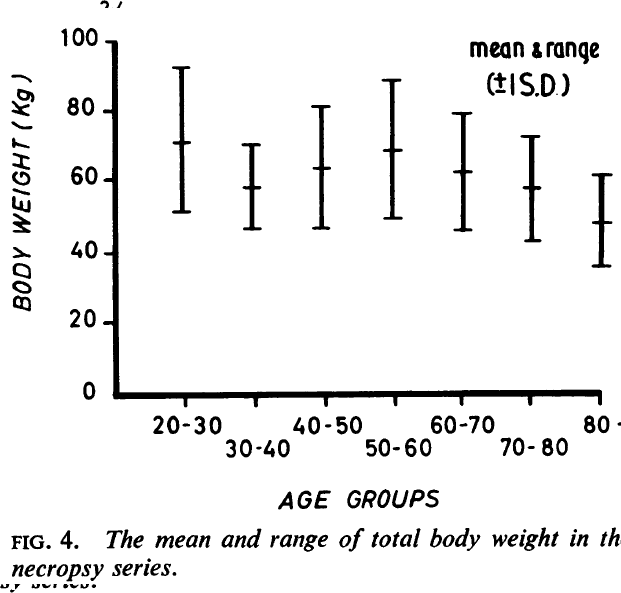 100
mean & range
(±1 S.D.)
80
60
40
20
0
BODY WEIGHT (Kg)
20-30
30-40
40-50
50-60
60-70
70-80
80
AGE GROUPS
FIG. 4. The mean and range of total body weight in th
necropsy series.